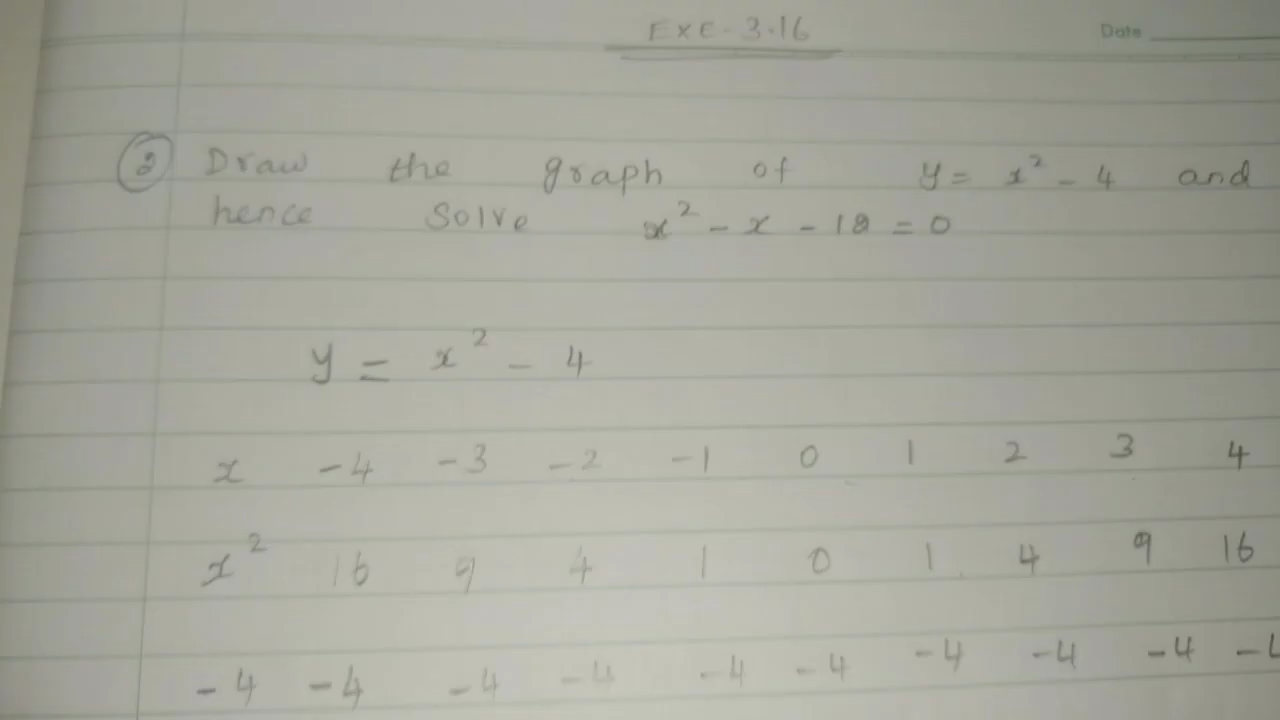 EXE - 3.16
Date
② Draw the graph of y = x² - 4 and
hence Solve x² - x - 12 = 0
y = x² - 4
x -4 -3 -2 -1 0 1 2 3 4
x² 16 9 4 1 0 1 4 9 16
-4 -4 -4 -4 -4 -4 -4 -4 -4 -4